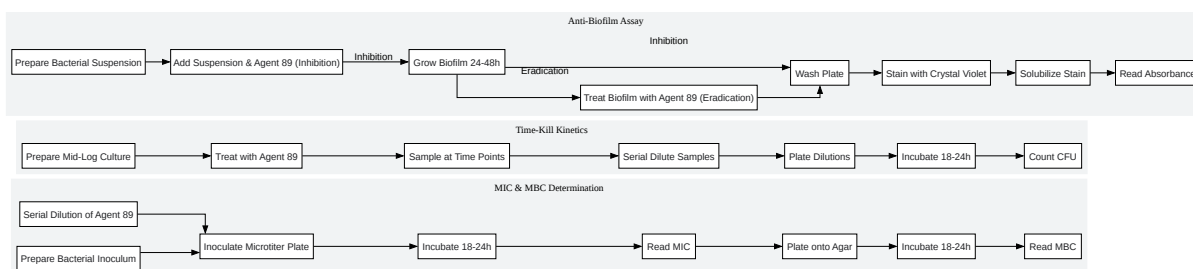 Anti-Biofilm Assay
Inhibition
Prepare Bacterial Suspension
Add Suspension & Agent 89 (Inhibition)
Inhibition
Grow Biofilm 24-48h
Eradication
Wash Plate
Stain with Crystal Violet
Solubilize Stain
Read Absorbance
Treat Biofilm with Agent 89 (Eradication)
Time-Kill Kinetics
Prepare Mid-Log Culture
Treat with Agent 89
Sample at Time Points
Serial Dilute Samples
Plate Dilutions
Incubate 18-24h
Count CFU
MIC & MBC Determination
Serial Dilution of Agent 89
Prepare Bacterial Inoculum
Inoculate Microtiter Plate
Incubate 18-24h
Read MIC
Plate onto Agar
Incubate 18-24h
Read MBC